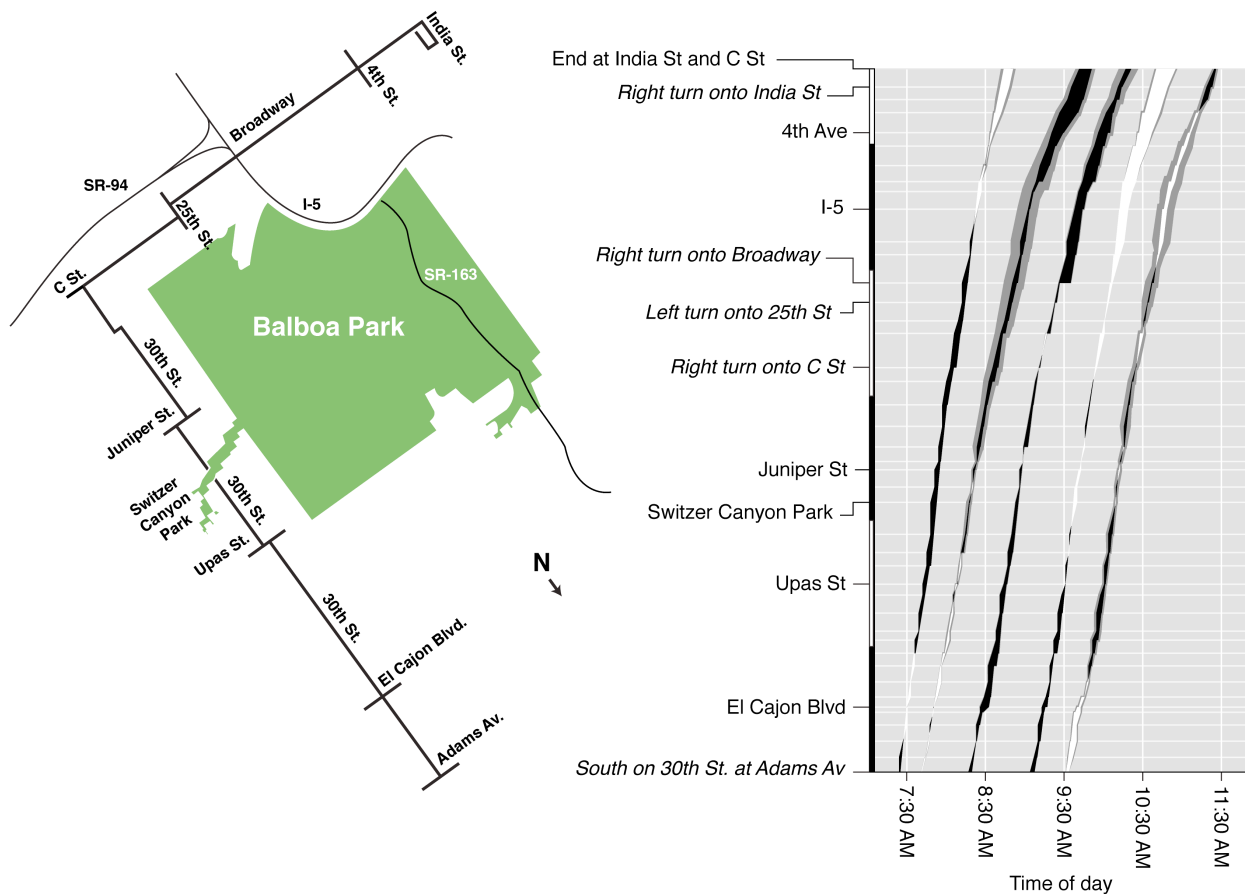 India St.
4th St.
Broadway
SR-94
25th St.
I-5
C St.
SR-163
Balboa Park
30th St.
Juniper St.
Switzer
Canyon
Park
30th St.
Upas St.
N
30th St.
El Cajon Blvd.
Adams Av.
End at India St and C St
Right turn onto India St
4th Ave
I-5
Right turn onto Broadway
Left turn onto 25th St
Right turn onto C St
Juniper St
Switzer Canyon Park
Upas St
El Cajon Blvd
South on 30th St. at Adams Av
7:30 AM
8:30 AM
9:30 AM
10:30 AM
11:30 AM
Time of day